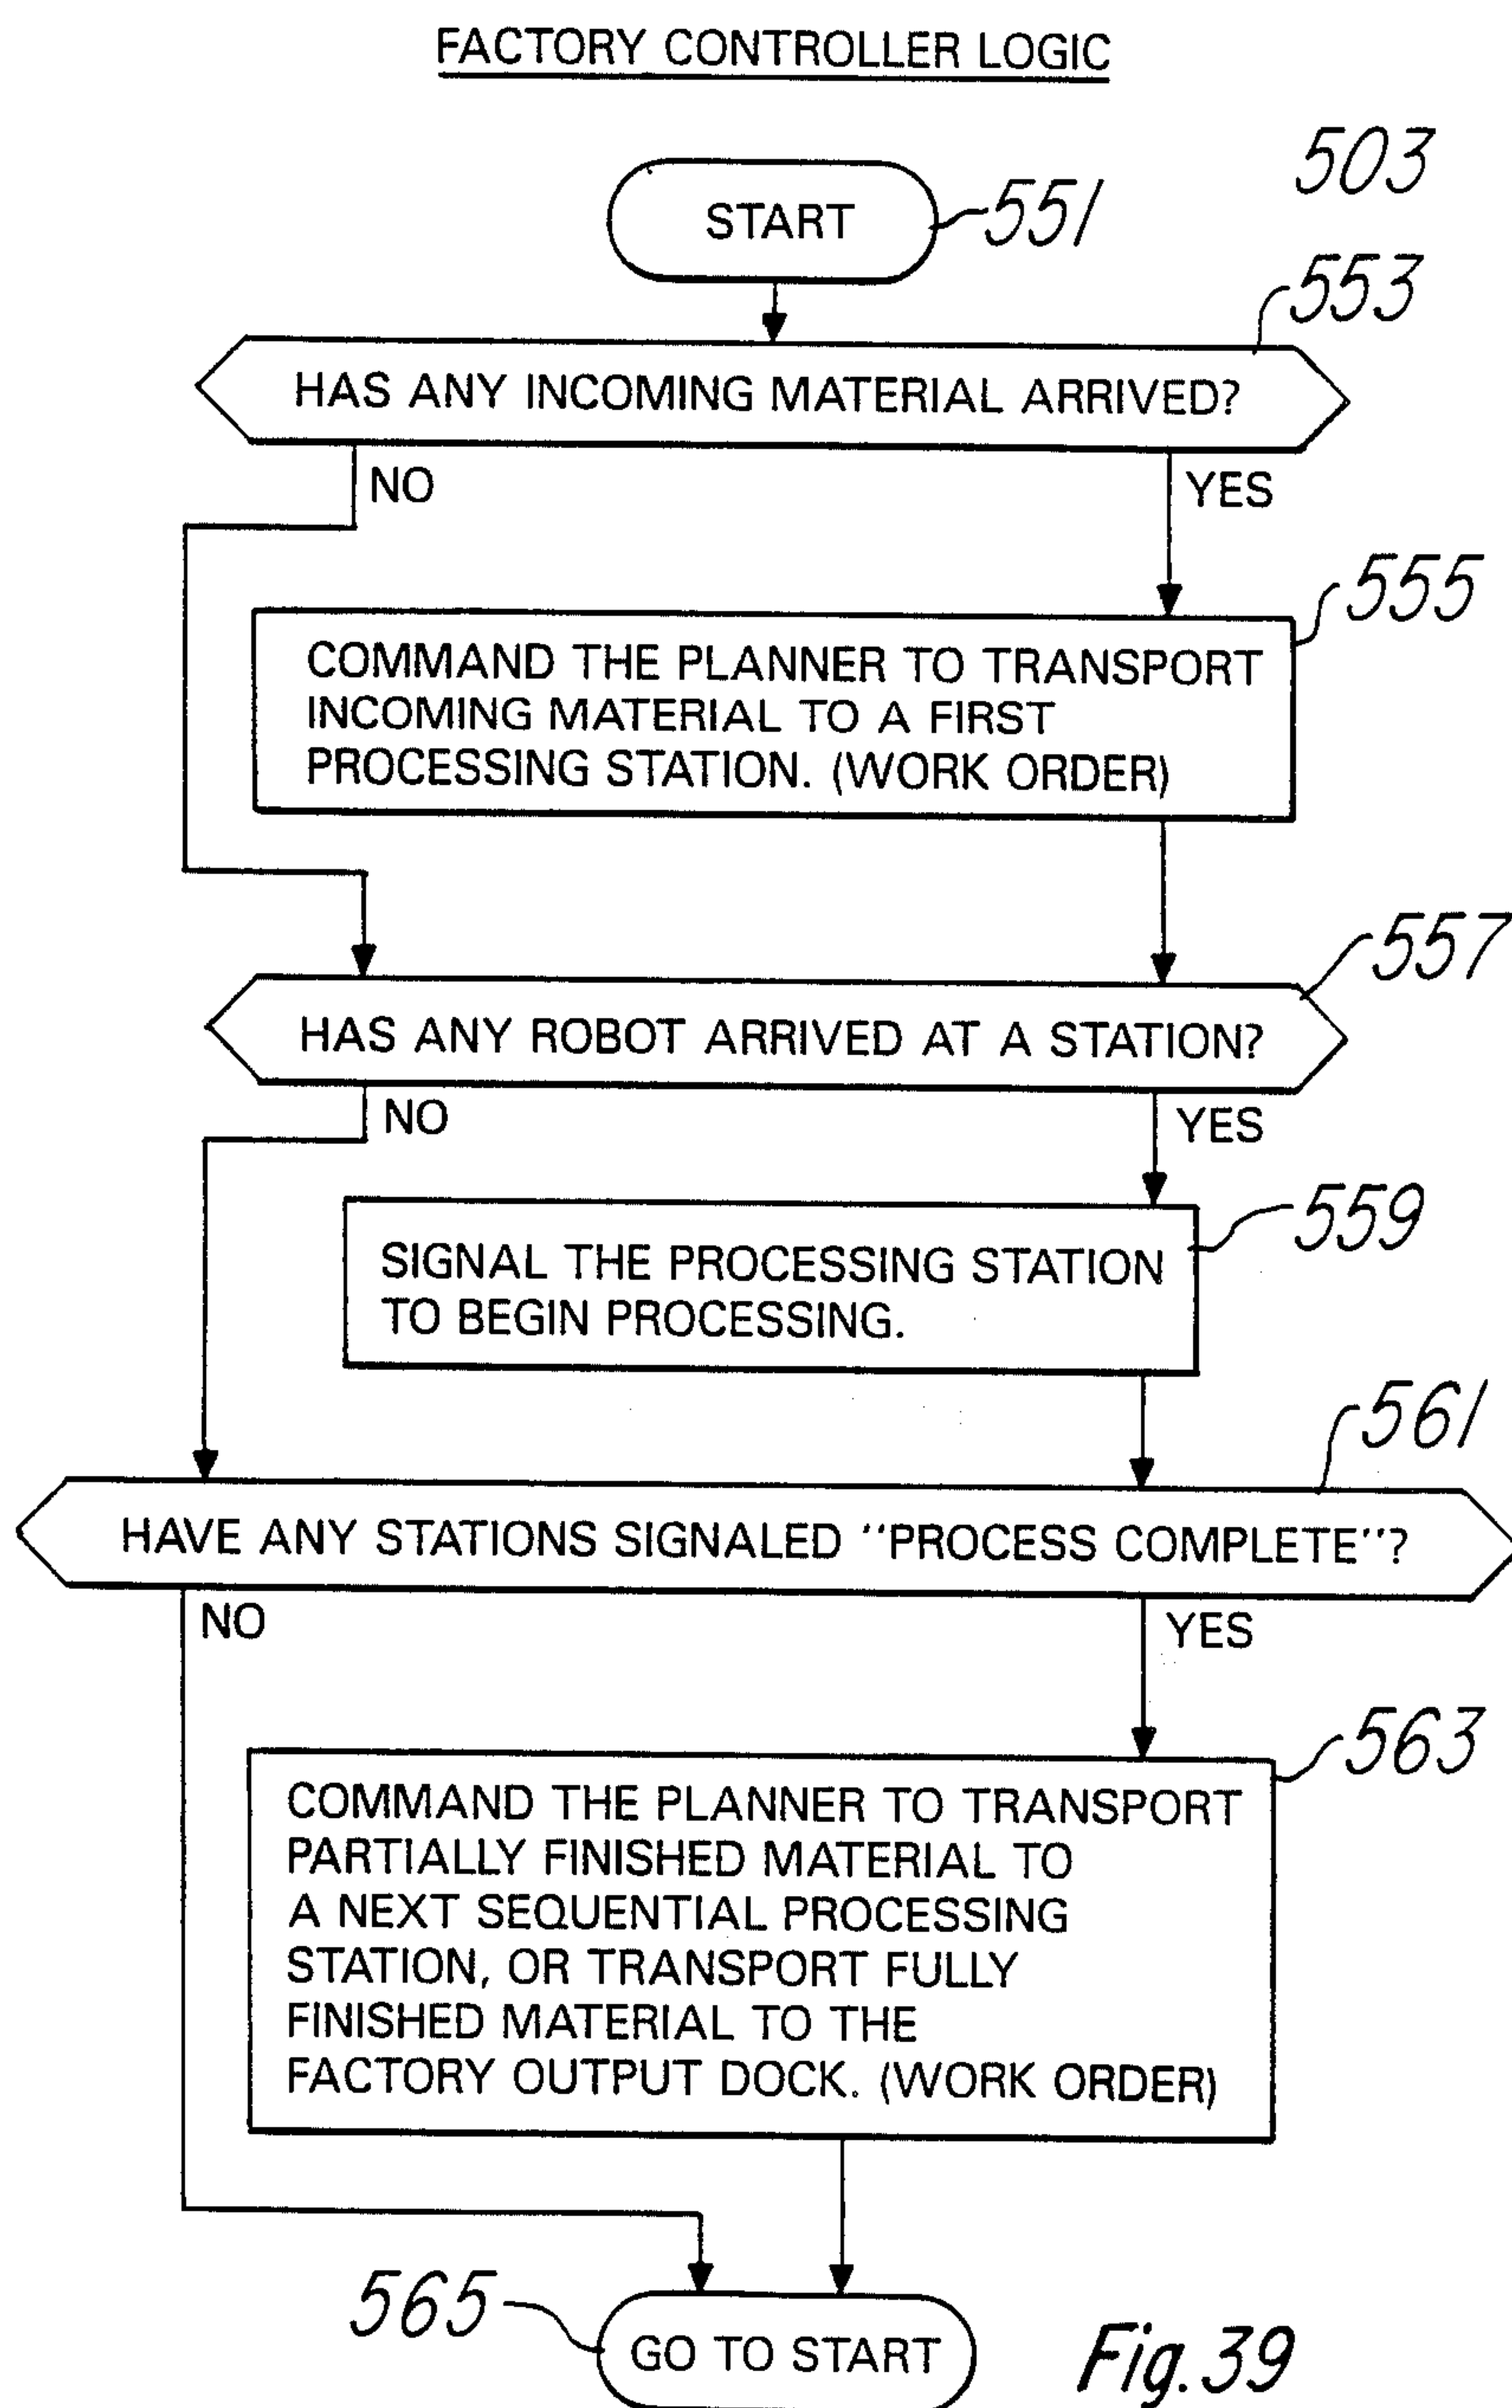 FACTORY CONTROLLER LOGIC
503
START
551
553
HAS ANY INCOMING MATERIAL ARRIVED?
NO
YES
555
COMMAND THE PLANNER TO TRANSPORT
INCOMING MATERIAL TO A FIRST
PROCESSING STATION. (WORK ORDER)
557
HAS ANY ROBOT ARRIVED AT A STATION?
NO
YES
559
SIGNAL THE PROCESSING STATION
TO BEGIN PROCESSING.
561
HAVE ANY STATIONS SIGNALED "PROCESS COMPLETE"?
NO
YES
563
COMMAND THE PLANNER TO TRANSPORT
PARTIALLY FINISHED MATERIAL TO
A NEXT SEQUENTIAL PROCESSING
STATION, OR TRANSPORT FULLY
FINISHED MATERIAL TO THE
FACTORY OUTPUT DOCK. (WORK ORDER)
565
GO TO START
Fig. 39